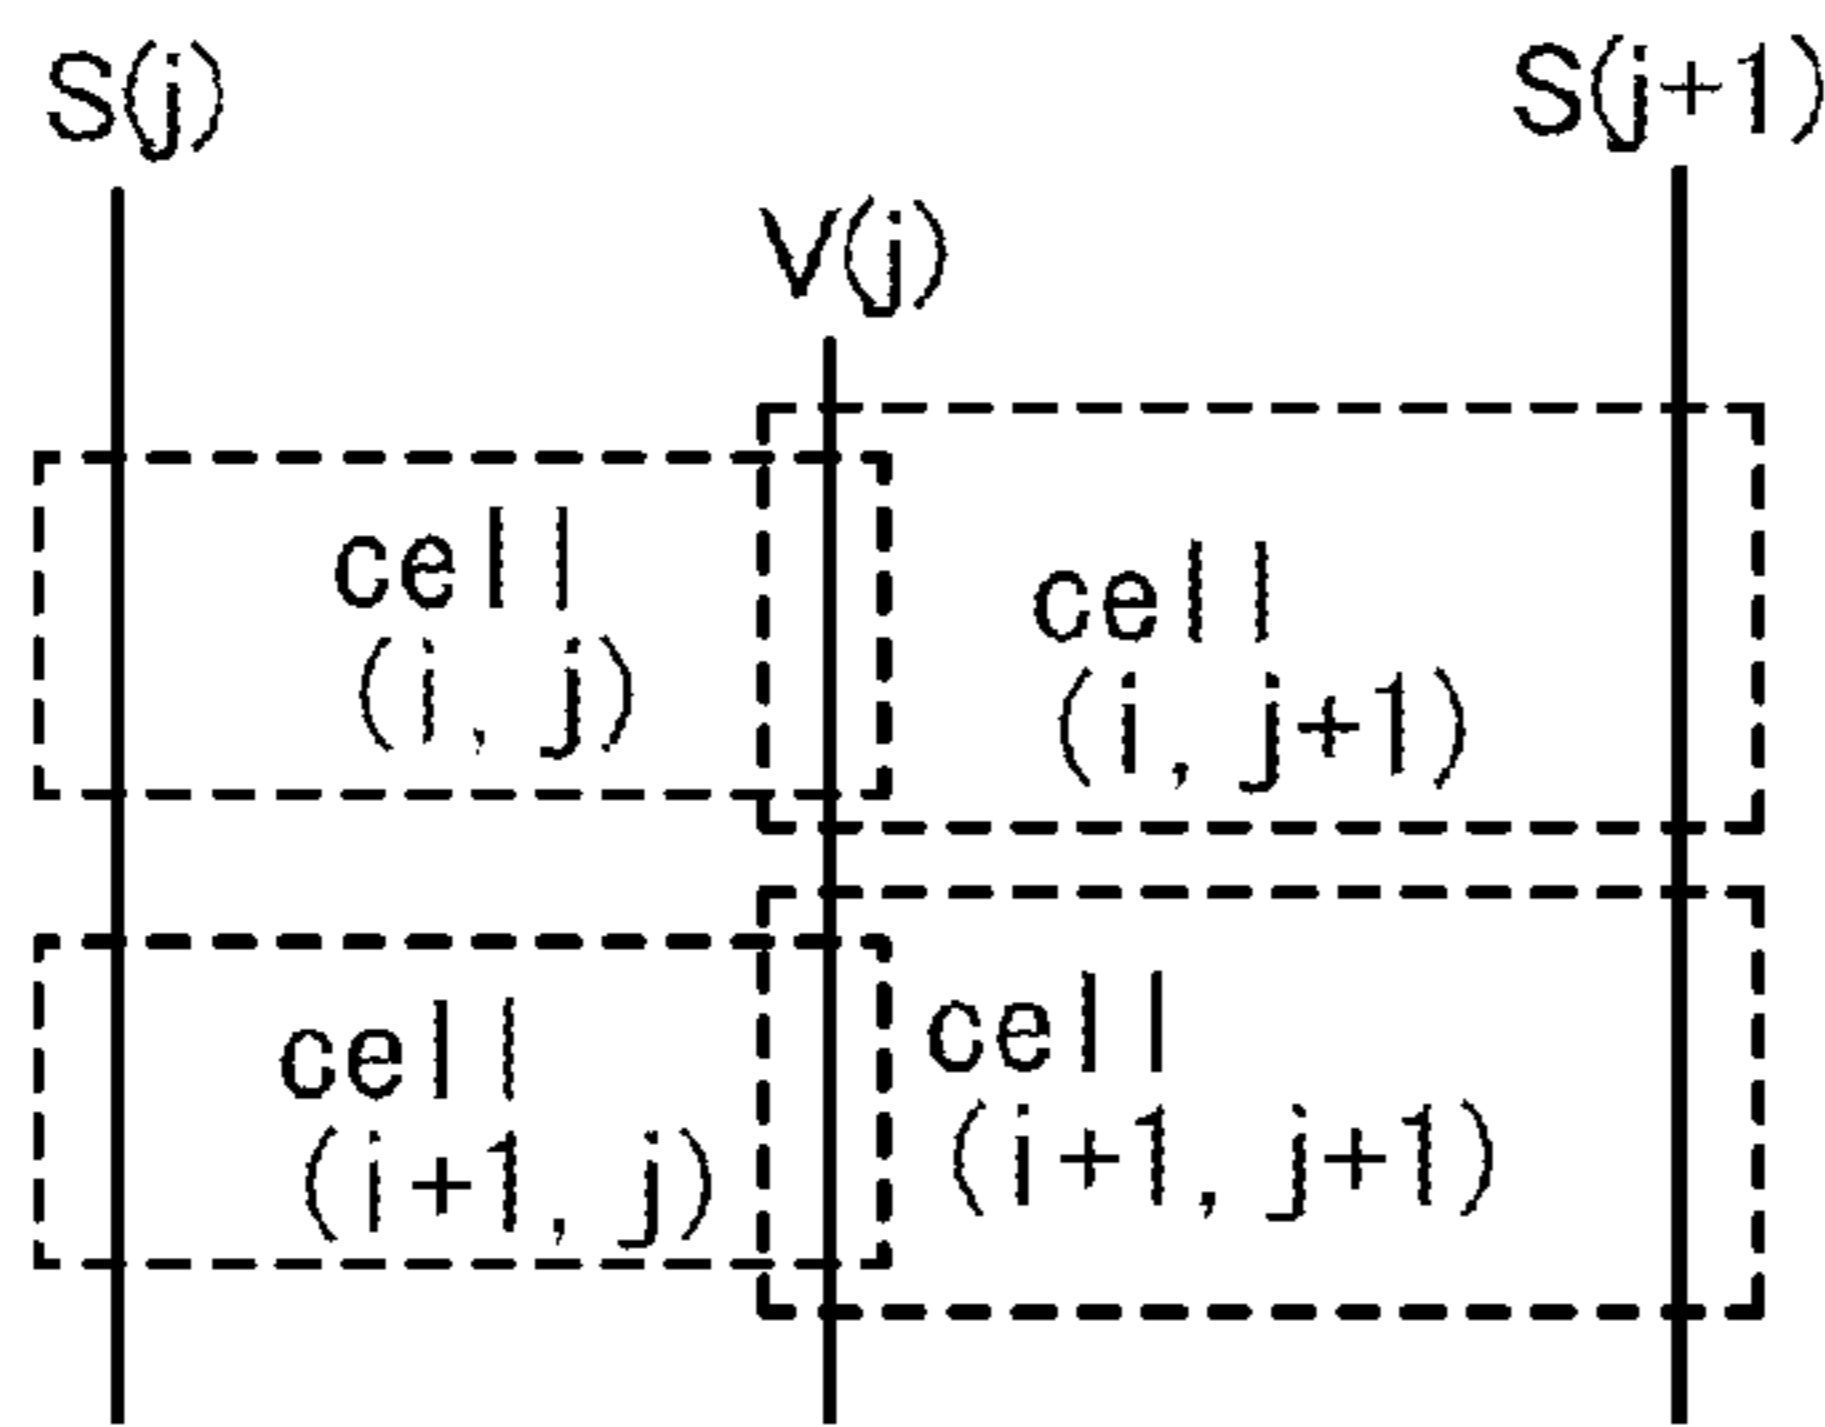 S(j)
S(j+1)
V(j)
cell
(i, j)
cell
(i, j+1)
cell
(i+1, j)
cell
(i+1, j+1)